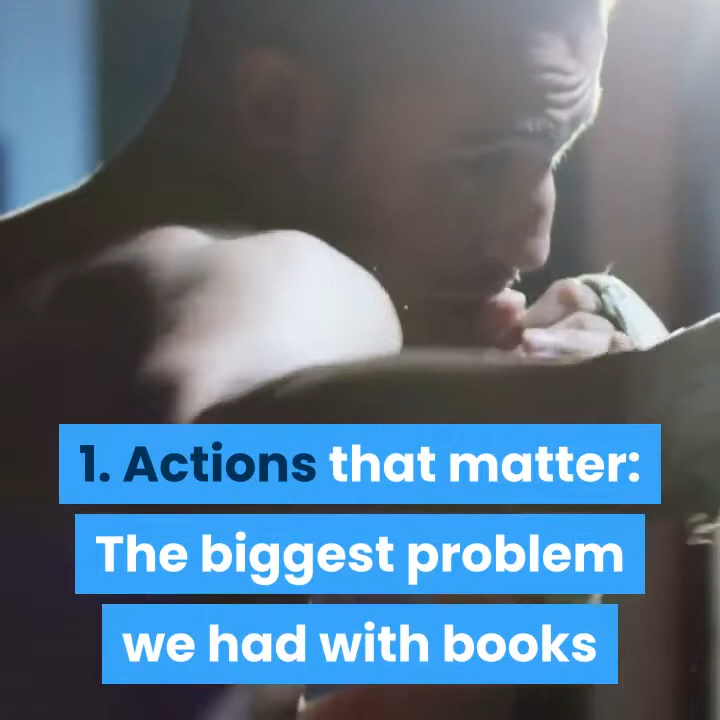 1. Actions that matter:
The biggest problem
we had with books